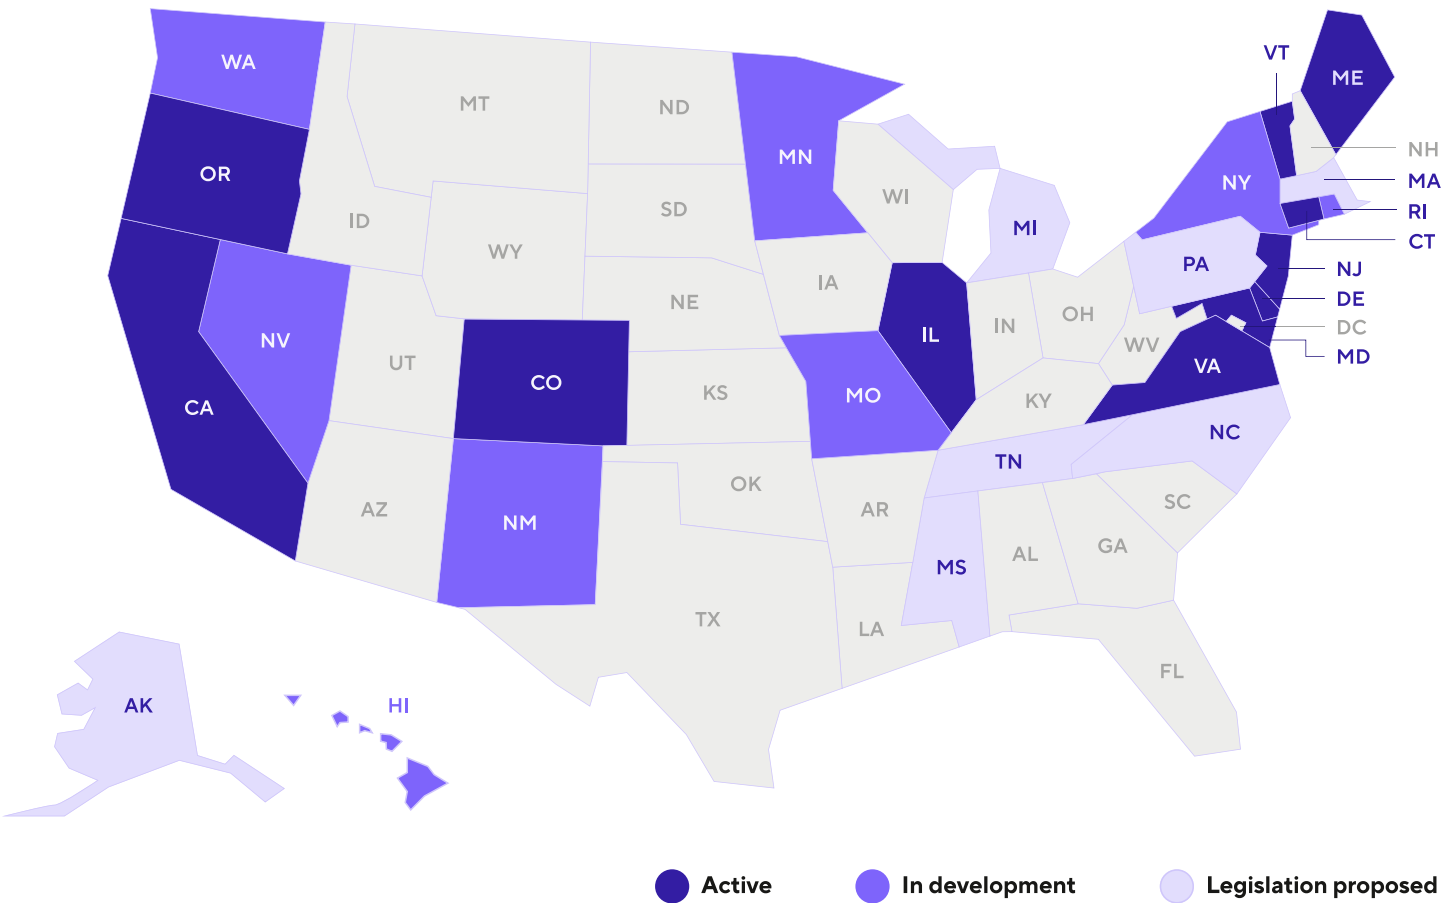 VT
WA
ME
MT
ND
NH
MN
OR
MA
NY
WI
SD
RI
ID
MI
CT
WY
PA
NJ
IA
DE
NE
OH
IN
DC
NV
IL
WV
MD
UT
VA
CO
KS
MO
KY
CA
NC
TN
OK
SC
AZ
AR
NM
GA
AL
MS
TX
LA
FL
AK
HI
Active
In development
Legislation proposed